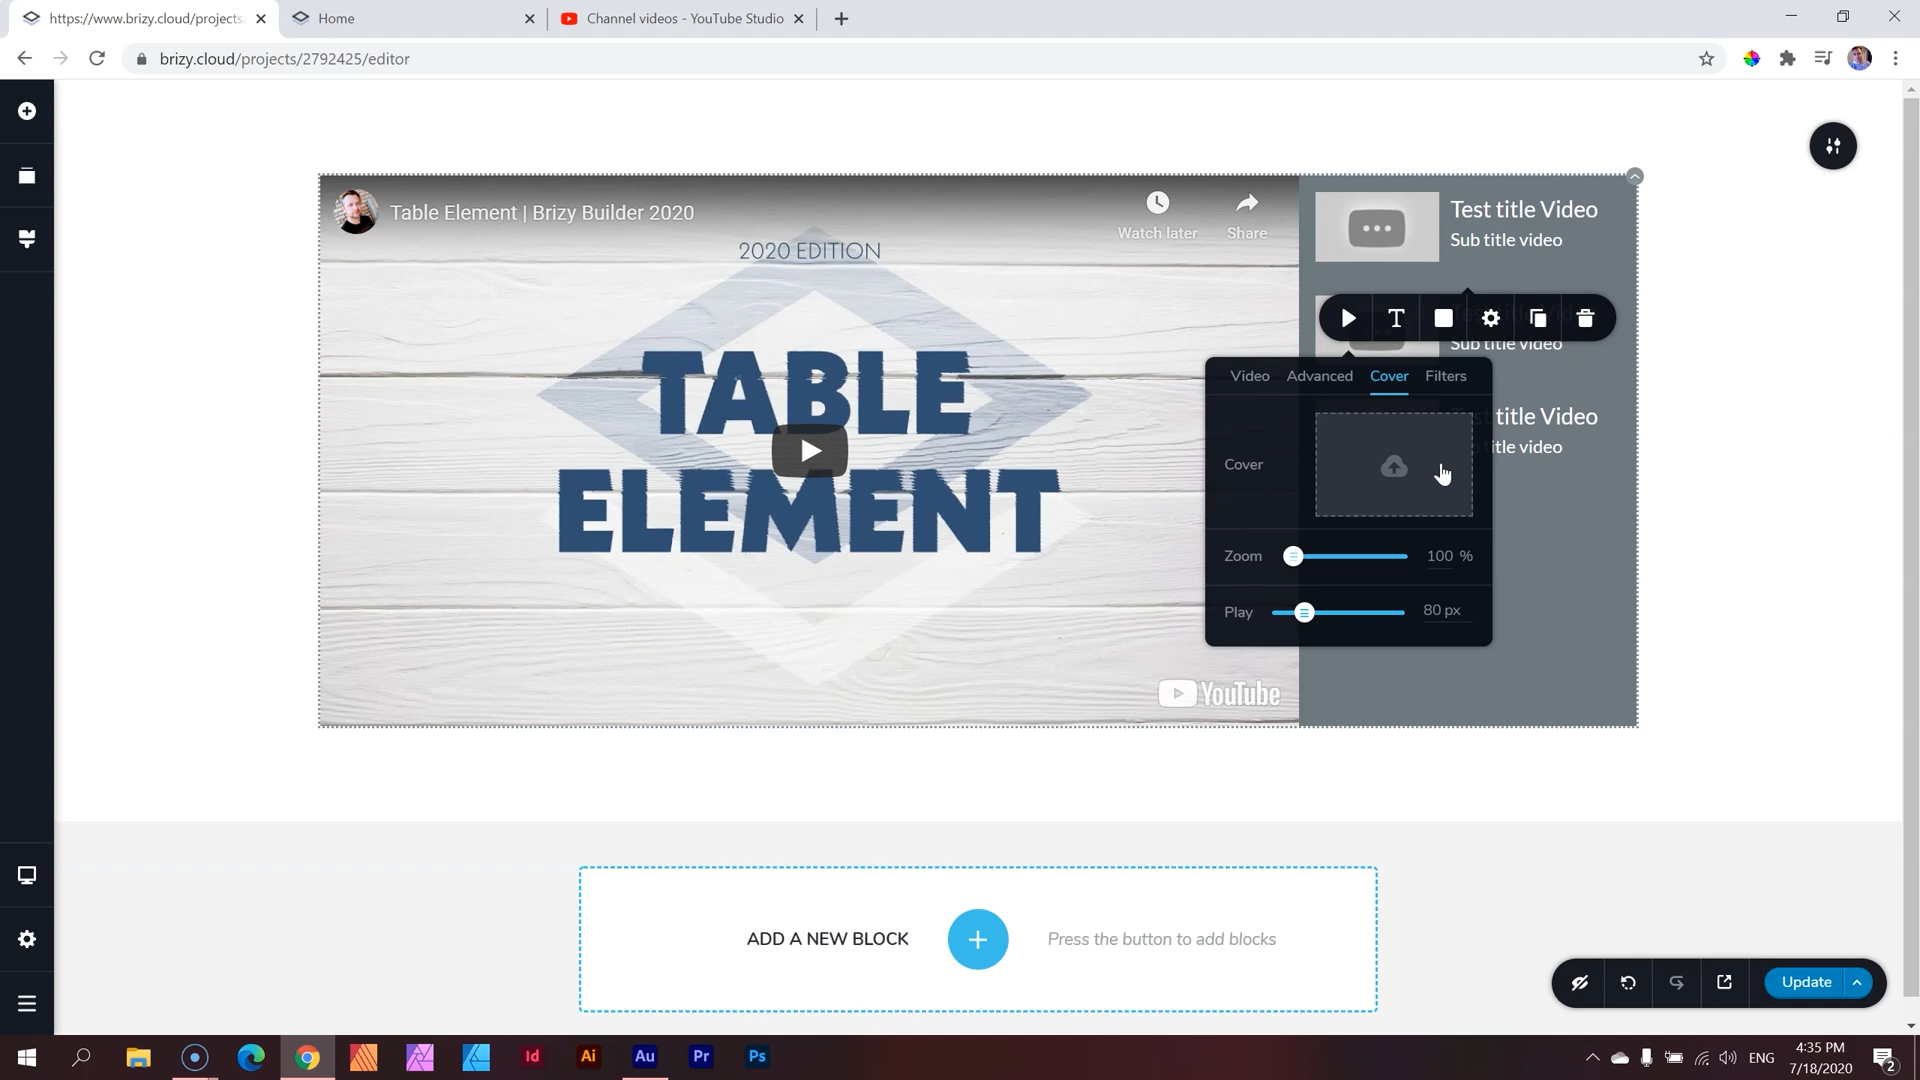 https://www.brizy.cloud/projects
Home
Channel videos - YouTube Studio
brizy.cloud/projects/2792425/editor
Table Element | Brizy Builder 2020
Watch later
Share
2020 EDITION
TABLE
ELEMENT
YouTube
Test title Video
Sub title video
Sub title video
Video Advanced Cover Filters
title Video
title video
Cover
Zoom 100 %
Play 80 px
ADD A NEW BLOCK
Press the button to add blocks
Update
Id Ai Au Pr Ps
ENG
4:35 PM
7/18/2020
2